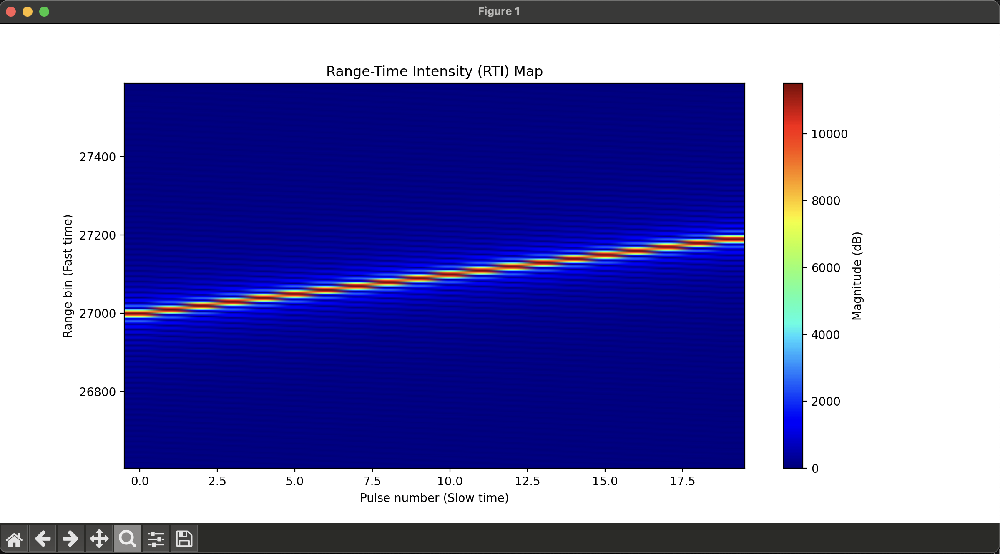 Figure 1
Range-Time Intensity (RTI) Map
Range bin (Fast time)
27400
27200
27000
26800
0.0 2.5 5.0 7.5 10.0 12.5 15.0 17.5
Pulse number (Slow time)
10000
8000
6000
4000
2000
0
Magnitude (dB)